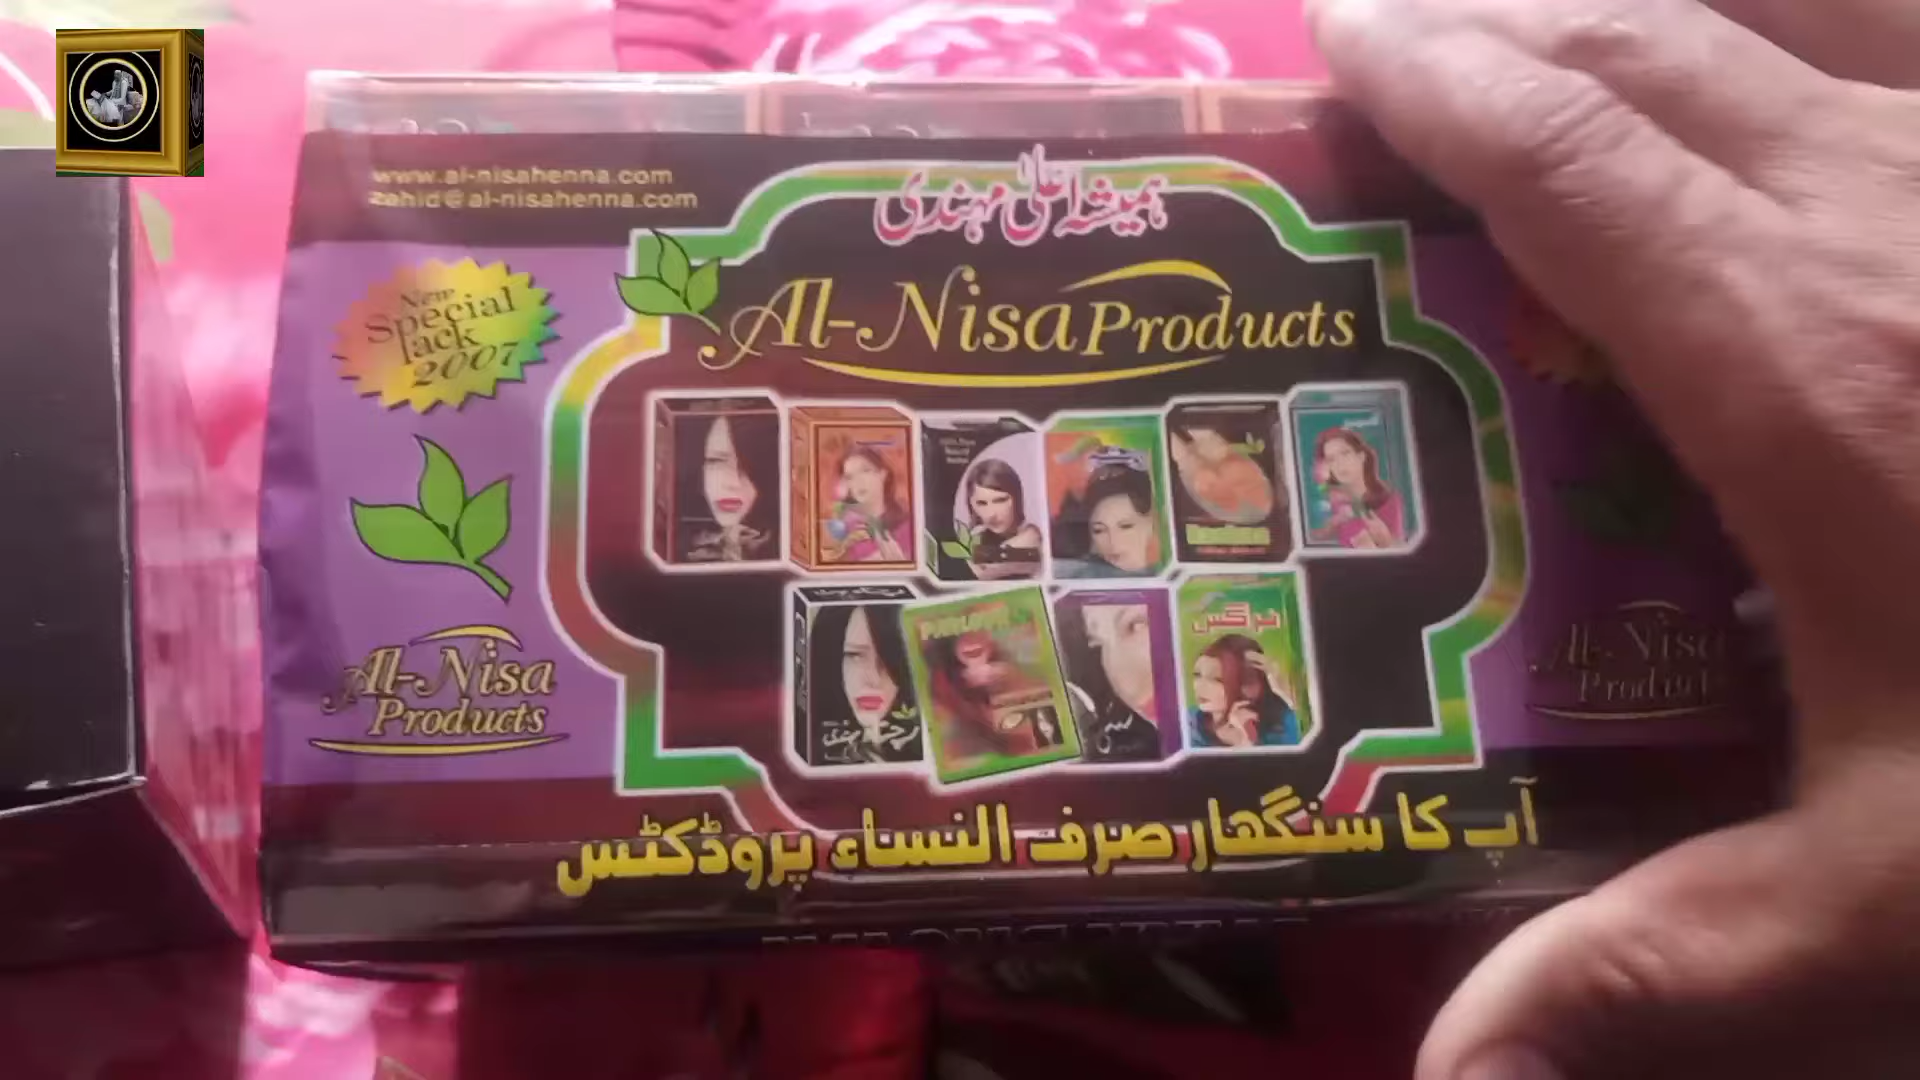 www.al-nisahenna.com
zahid@al-nisahenna.com
ہمیشہ اعلیٰ مہندی
New
Special
Pack
2007
Al-Nisa Products
نرگس
Al-Nisa
Products
Al-Nisa
Products
آپ کا سنگھار صرف النساء پروڈکٹس